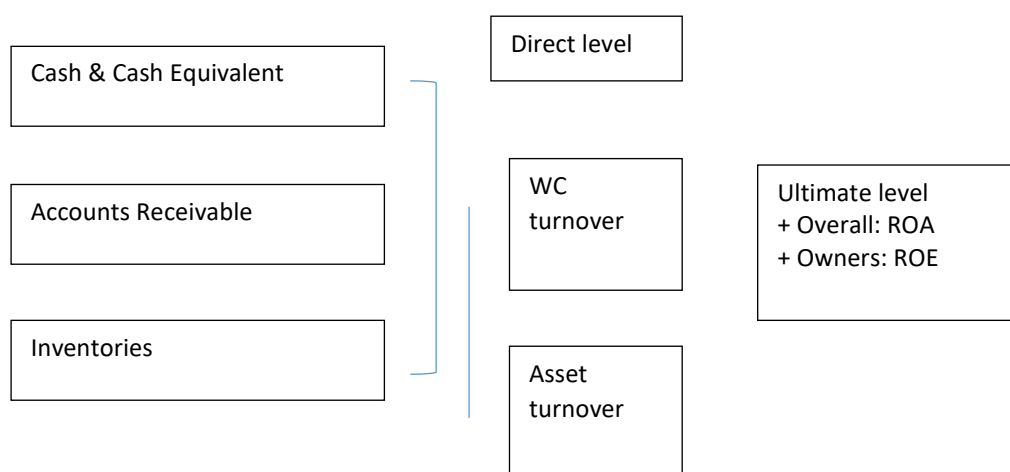 Cash & Cash Equivalent
Accounts Receivable
Inventories
Direct level
WC
turnover
Asset
turnover
Ultimate level
+ Overall: ROA
+ Owners: ROE